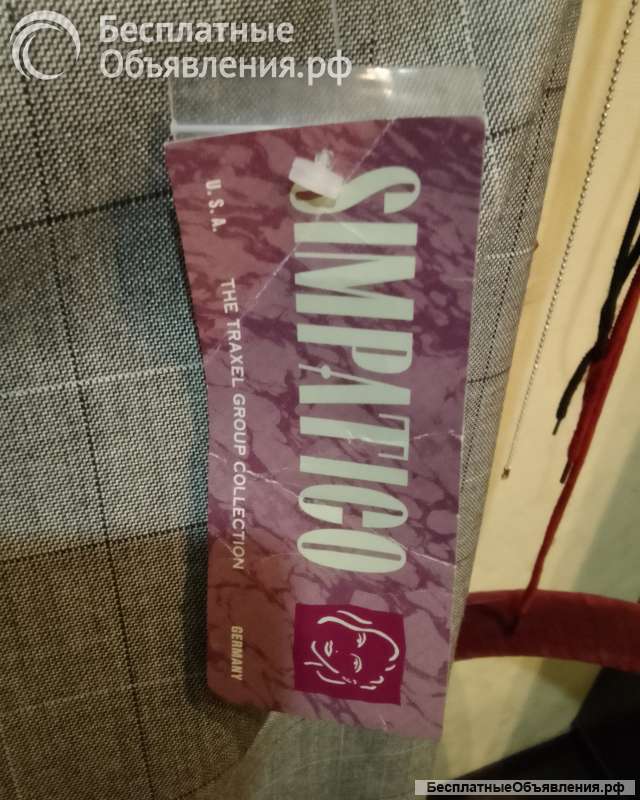 Бесплатные
Объявления.рф
SIMPATICO
U.S.A. THE TRAXEL GROUP COLLECTION GERMANY
БесплатныеОбъявления.рф